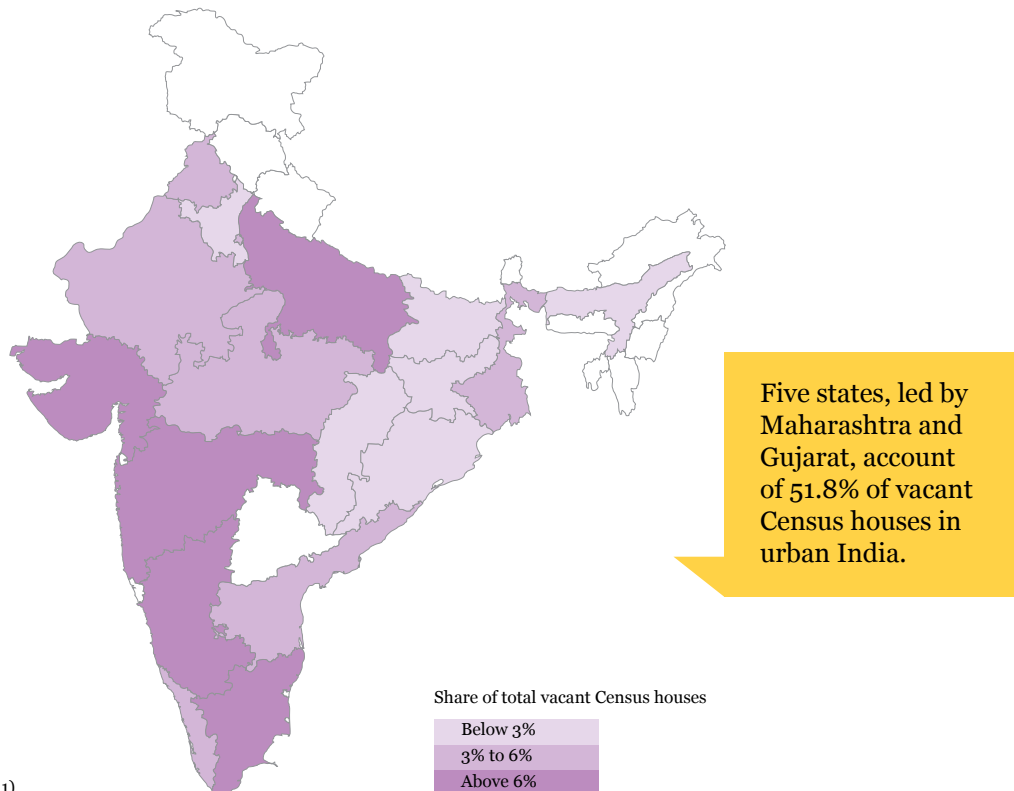 Five states, led by
Maharashtra and
Gujarat, account
of 51.8% of vacant
Census houses in
urban India.
Share of total vacant Census houses
Below 3%
3% to 6%
Above 6%
1)